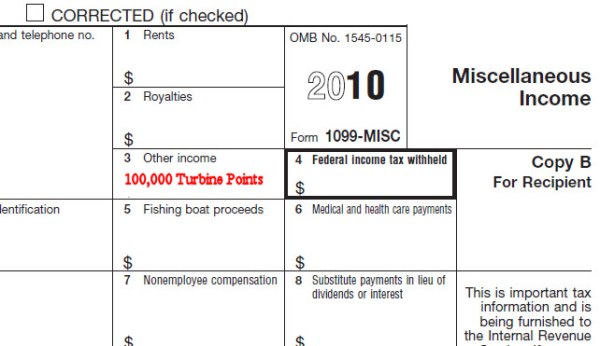 CORRECTED (if checked)
and telephone no.
1 Rents
$
OMB No. 1545-0115
2010
Form 1099-MISC
Miscellaneous
Income
2 Royalties
$
3 Other income
100,000 Turbine Points
4 Federal income tax withheld
$
Copy B
For Recipient
5 Fishing boat proceeds
$
6 Medical and health care payments
$
7 Nonemployee compensation
$
8 Substitute payments in lieu of
dividends or interest
$
This is important tax
information and is
being furnished to
the Internal Revenue